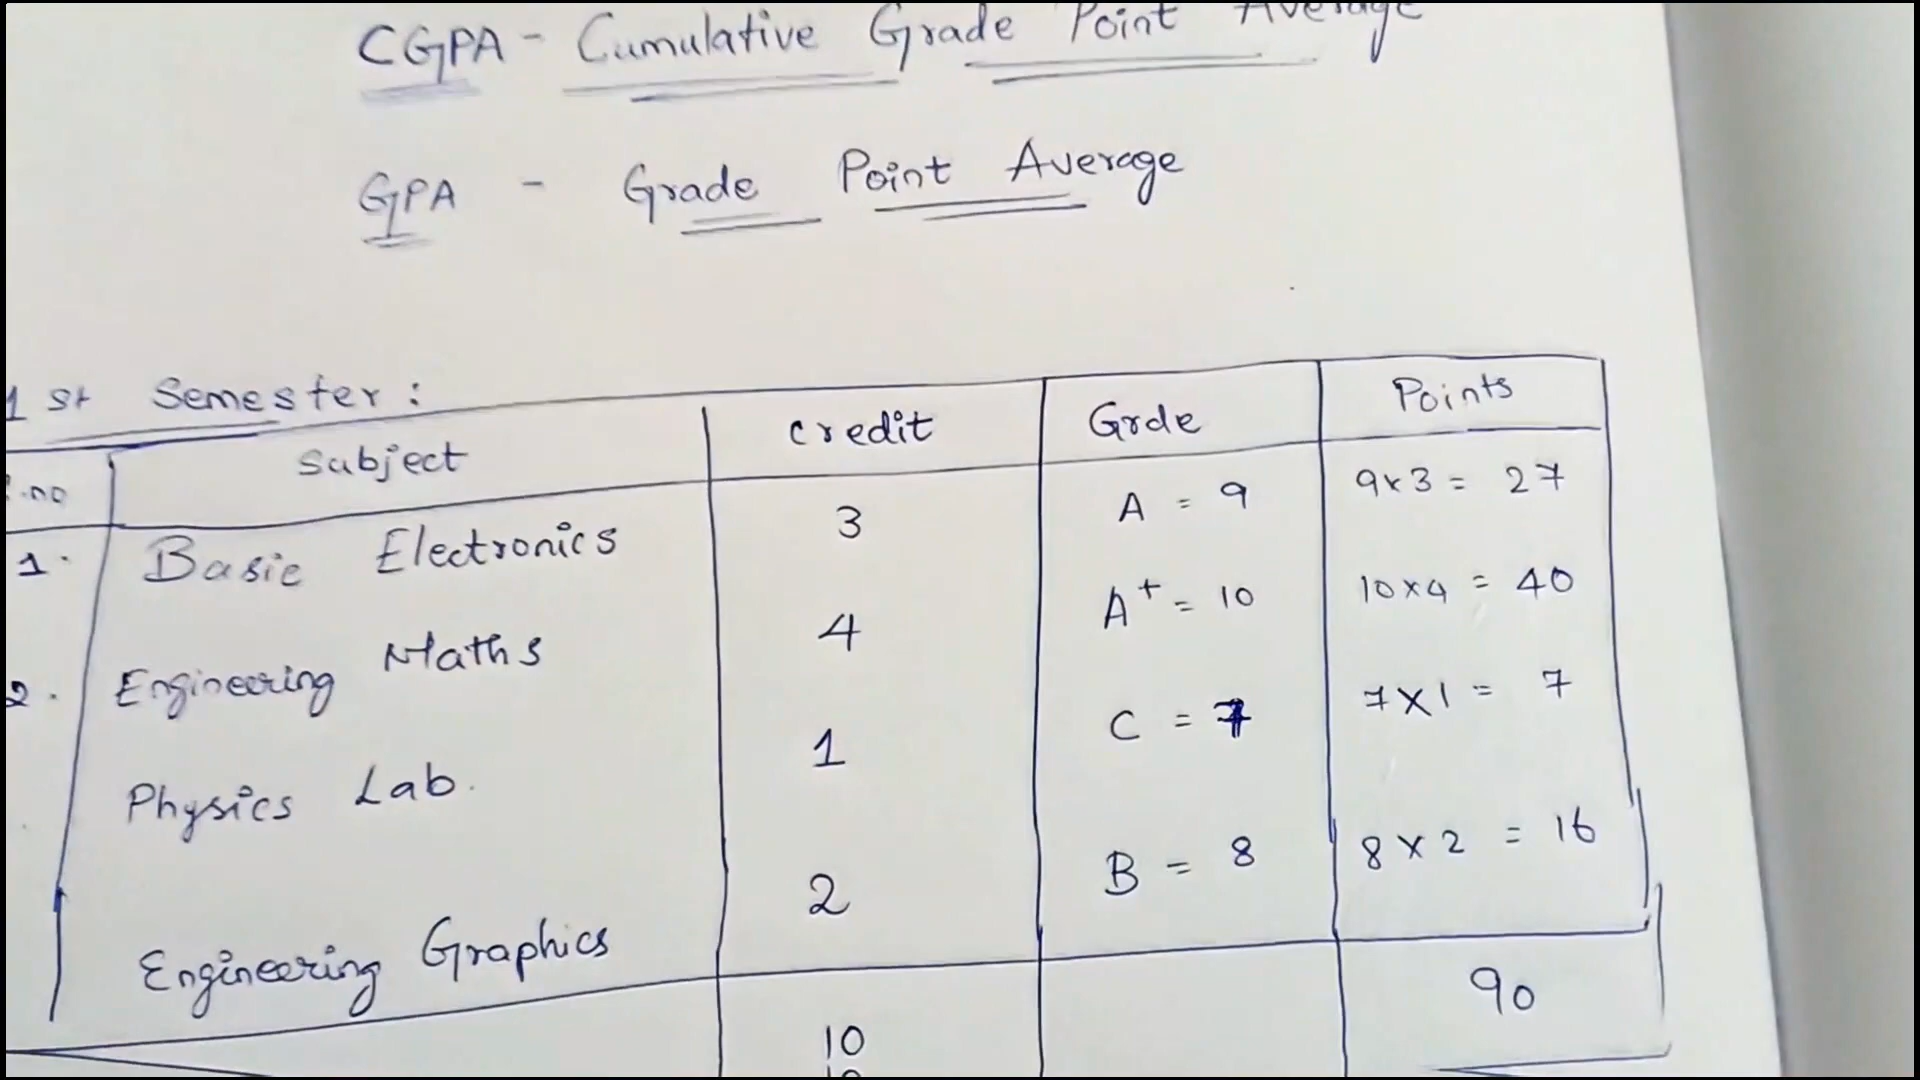 CGPA - Cumulative Grade Point Average
GPA - Grade Point Average
1 st Semester :
.no Subject credit Grde Points
1. Basic Electronics 3 A = 9 9x3 = 27
2. Engineering Maths 4 A+ = 10 10x4 = 40
Physics Lab. 1 C = 7 7X1 = 7
Engineering Graphics 2 B = 8 8X2 = 16
10 90